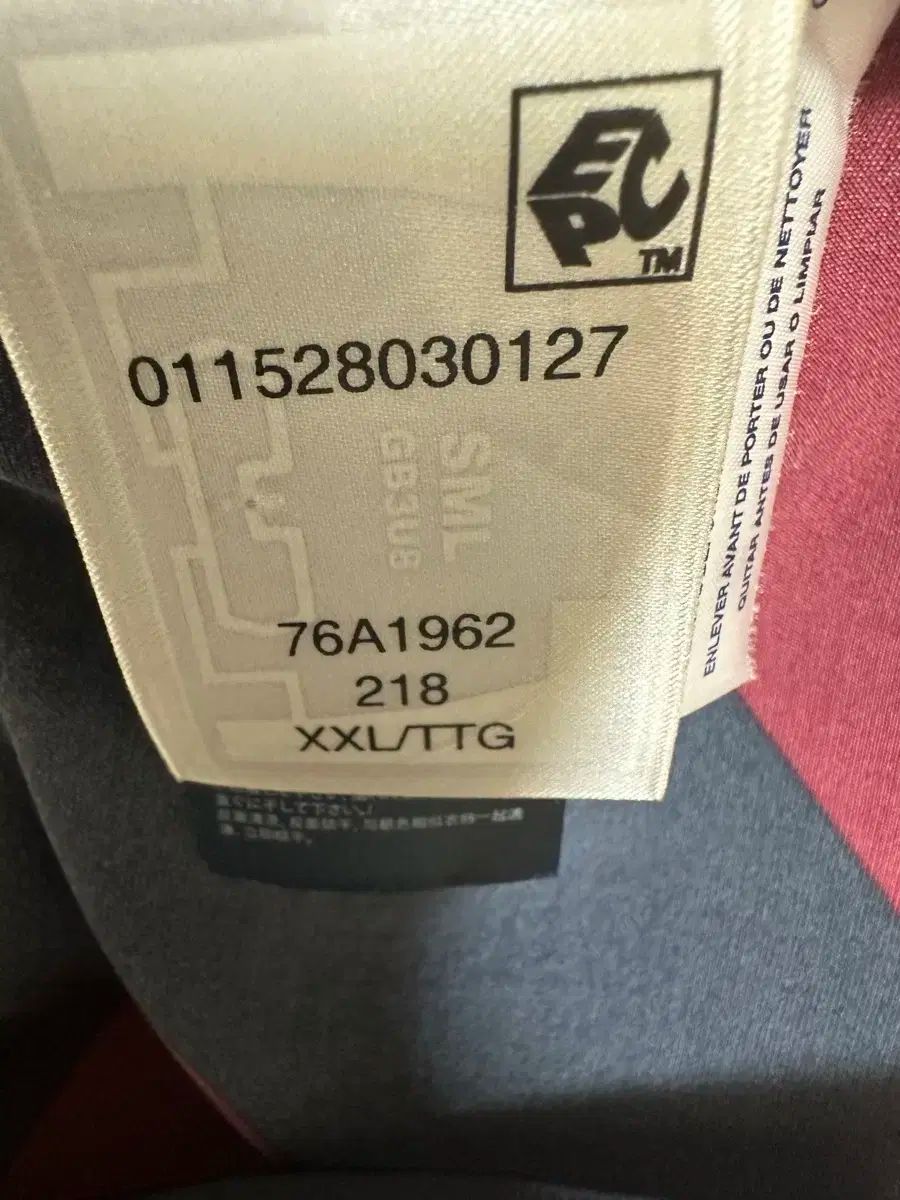 EPC
TM
011528030127
SML
GB3U8
76A1962
218
XXL/TTG
ENLEVER AVANT DE PORTER OU DE NETTOYER
QUITAR ANTES DE USAR O LIMPIAR